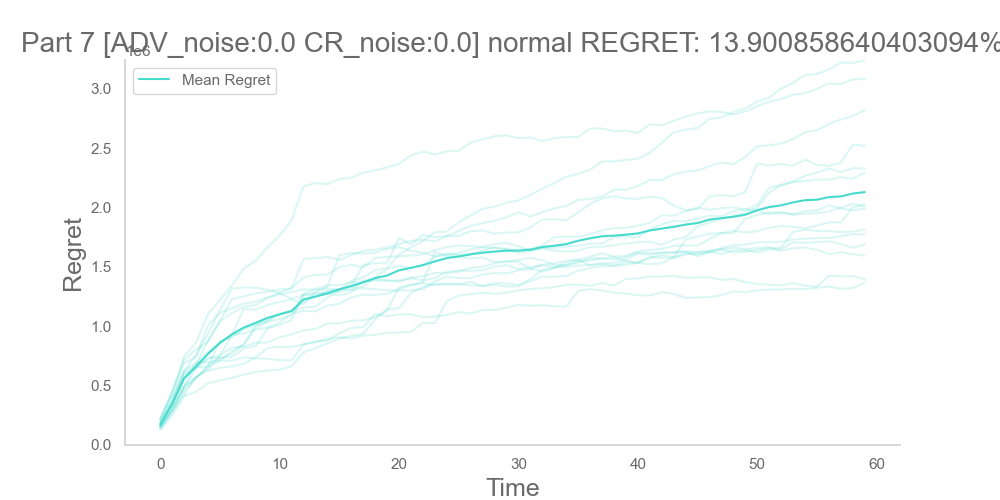 Part 7 [ADV_noise:0.0 CR_noise:0.0] normal REGRET: 13.900858640403094%
1e6
Mean Regret
3.0
2.5
2.0
1.5
1.0
0.5
0.0
Regret
0 10 20 30 40 50 60
Time